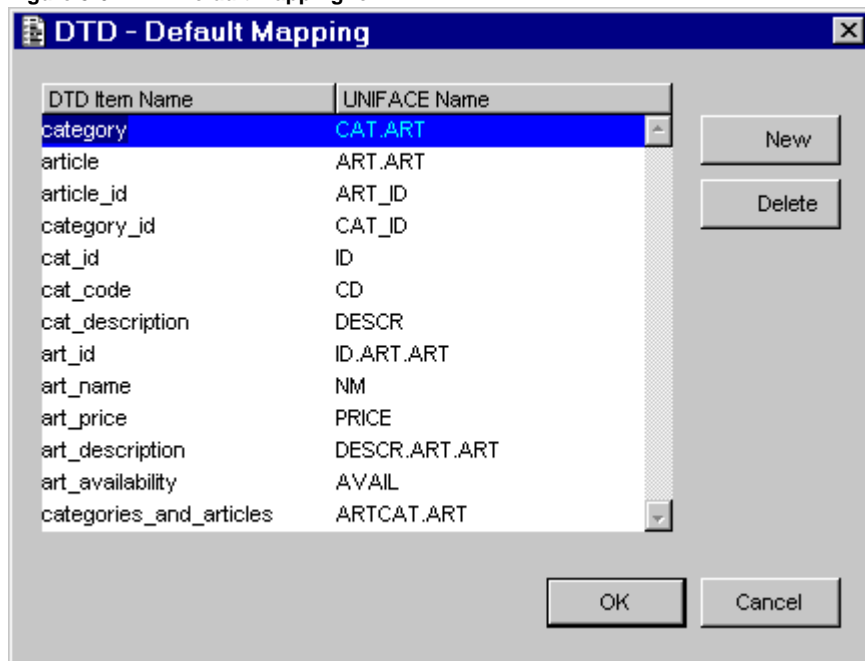 DTD - Default Mapping
DTD Item Name UNIFACE Name
category CAT.ART
article ART.ART
article_id ART_ID
category_id CAT_ID
cat_id ID
cat_code CD
cat_description DESCR
art_id ID.ART.ART
art_name NM
art_price PRICE
art_description DESCR.ART.ART
art_availability AVAIL
categories_and_articles ARTCAT.ART
New
Delete
OK Cancel